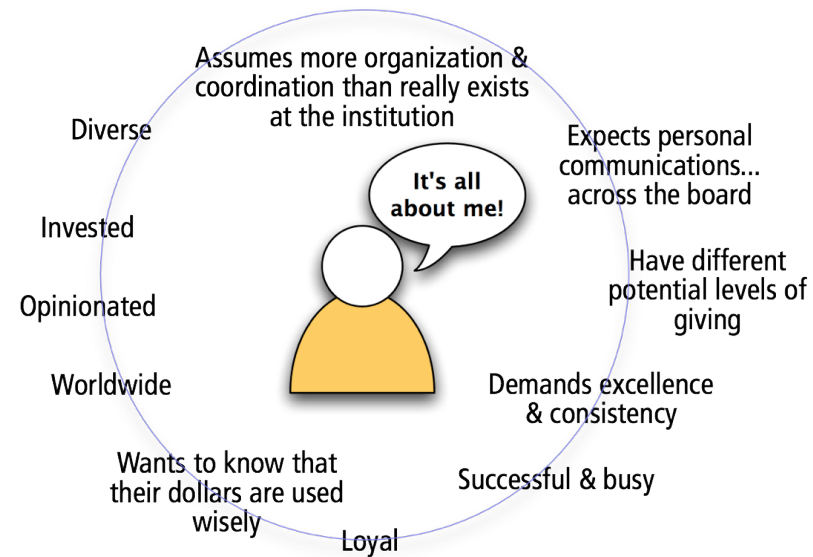 Assumes more organization &
coordination than really exists
at the institution
Diverse
Expects personal
communications...
across the board
It's all
about me!
Invested
Have different
potential levels of
giving
Opinionated
Worldwide
Demands excellence
& consistency
Wants to know that
their dollars are used
wisely
Successful & busy
Loyal